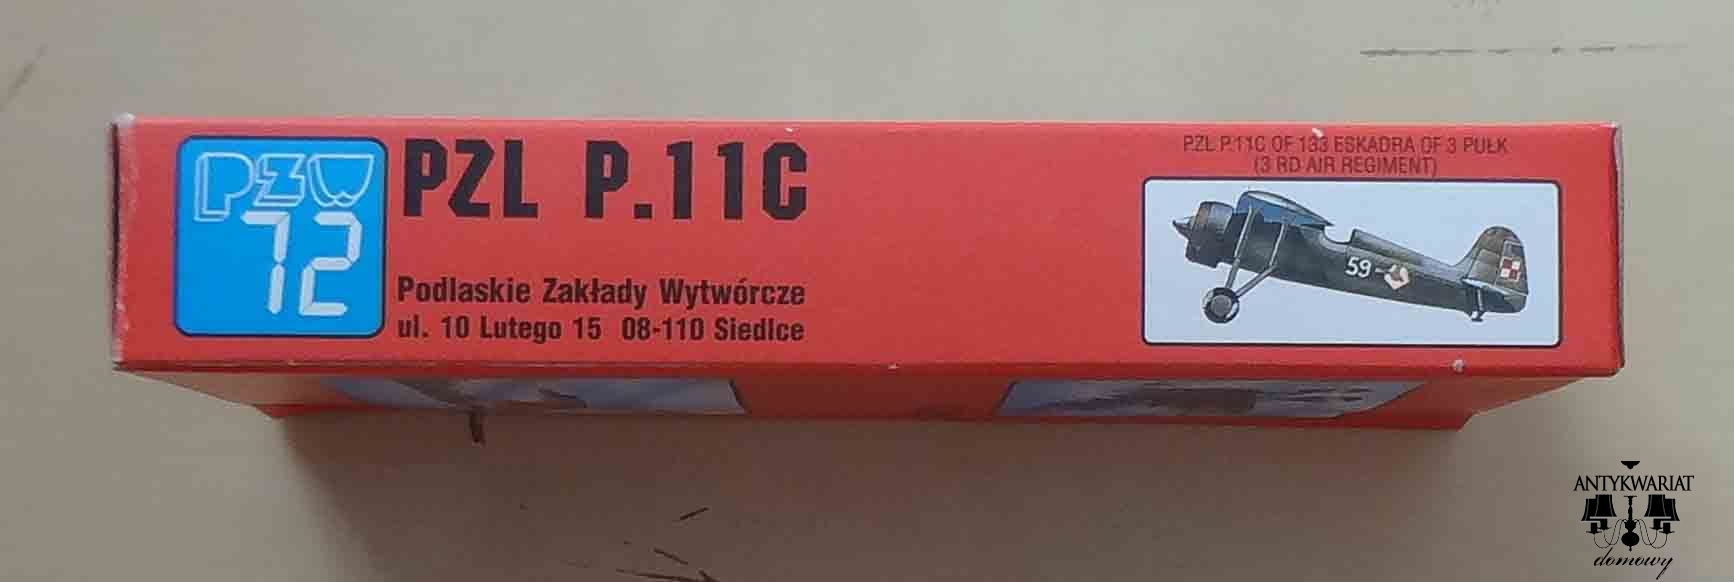 PZW
72
PZL P.11C
Podlaskie Zakłady Wytwórcze
ul. 10 Lutego 15 08-110 Siedlce
PZL P.11C OF 133 ESKADRA OF 3 PUŁK
(3 RD AIR REGIMENT)
59
ANTYKWARIAT
domowy